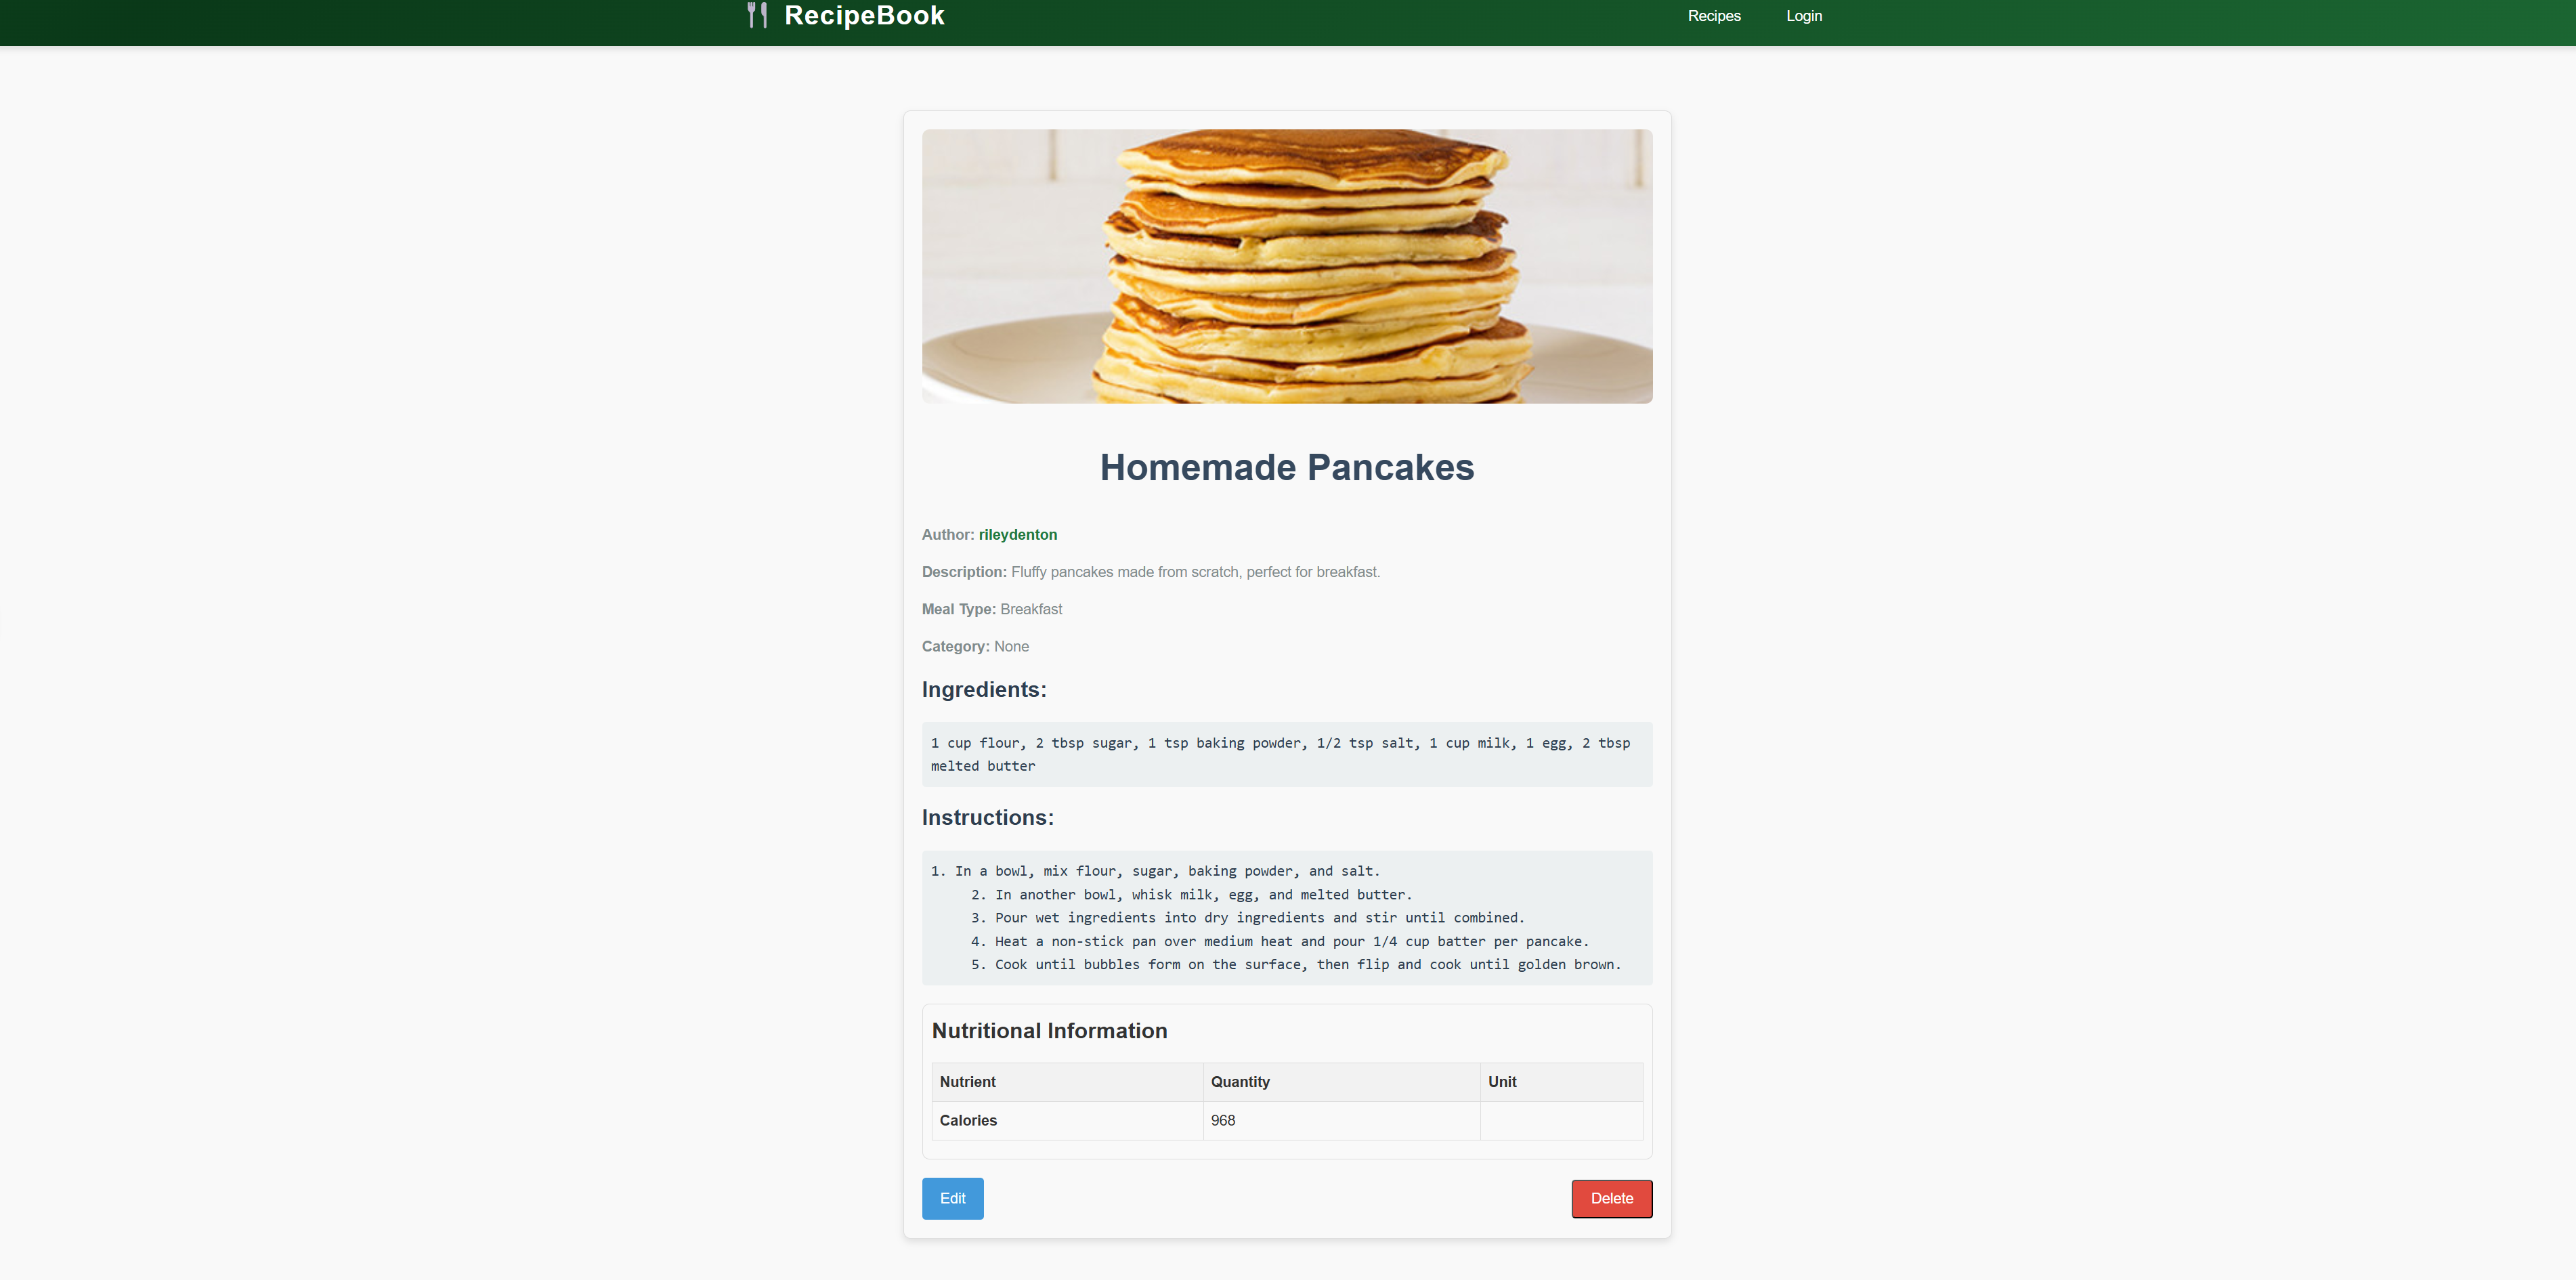 RecipeBook
Recipes
Login
Homemade Pancakes
Author: rileydenton
Description: Fluffy pancakes made from scratch, perfect for breakfast.
Meal Type: Breakfast
Category: None
Ingredients:
1 cup flour, 2 tbsp sugar, 1 tsp baking powder, 1/2 tsp salt, 1 cup milk, 1 egg, 2 tbsp
melted butter
Instructions:
1. In a bowl, mix flour, sugar, baking powder, and salt.
2. In another bowl, whisk milk, egg, and melted butter.
3. Pour wet ingredients into dry ingredients and stir until combined.
4. Heat a non-stick pan over medium heat and pour 1/4 cup batter per pancake.
5. Cook until bubbles form on the surface, then flip and cook until golden brown.
Nutritional Information
Nutrient Quantity Unit
Calories 968
Edit
Delete